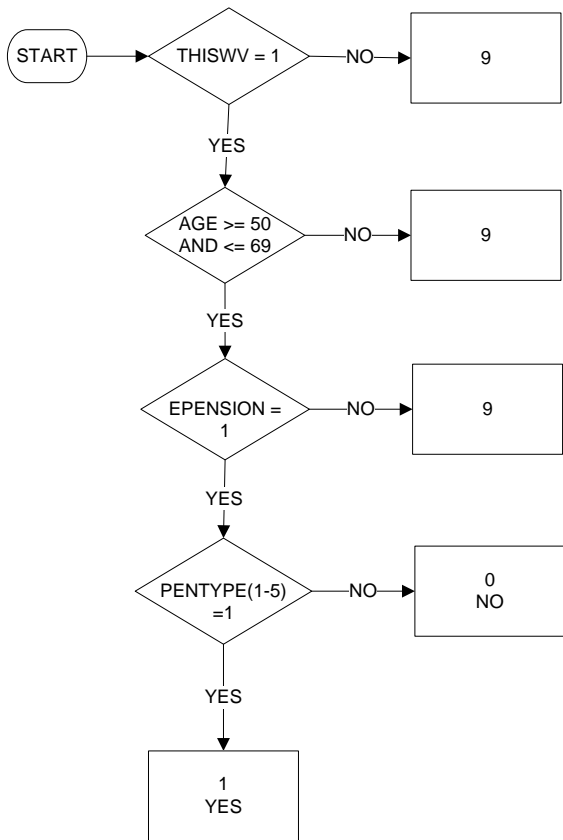 START
THISWV = 1
NO
9
YES
AGE >= 50
AND <= 69
NO
9
YES
EPENSION =
1
NO
9
YES
PENTYPE(1-5)
=1
NO
0
NO
YES
1
YES